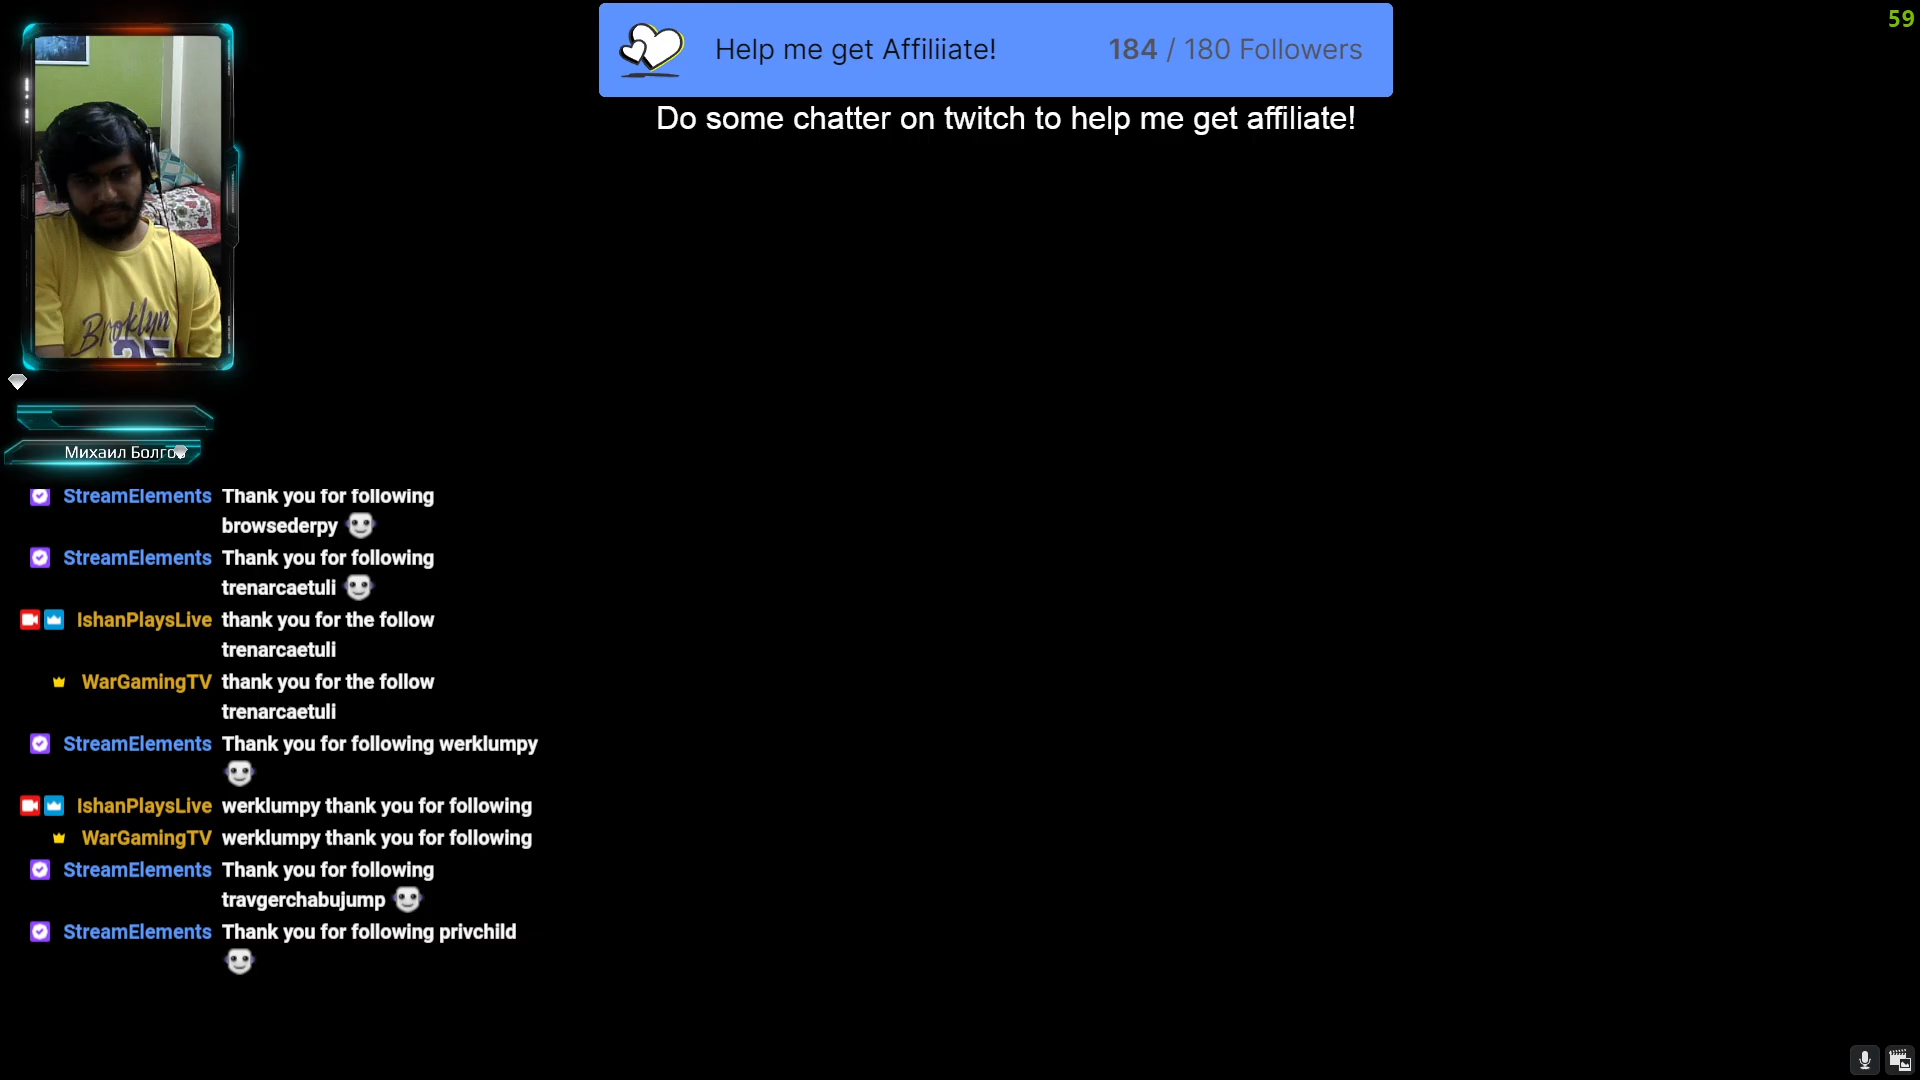 59
Help me get Affiliiate! 184 / 180 Followers
Do some chatter on twitch to help me get affiliate!
Broklyn
Михаил Болгов
StreamElements Thank you for following
browsederpy
StreamElements Thank you for following
trenarcaetuli
IshanPlaysLive thank you for the follow
trenarcaetuli
WarGamingTV thank you for the follow
trenarcaetuli
StreamElements Thank you for following werklumpy
IshanPlaysLive werklumpy thank you for following
WarGamingTV werklumpy thank you for following
StreamElements Thank you for following
travgerchabujump
StreamElements Thank you for following privchild